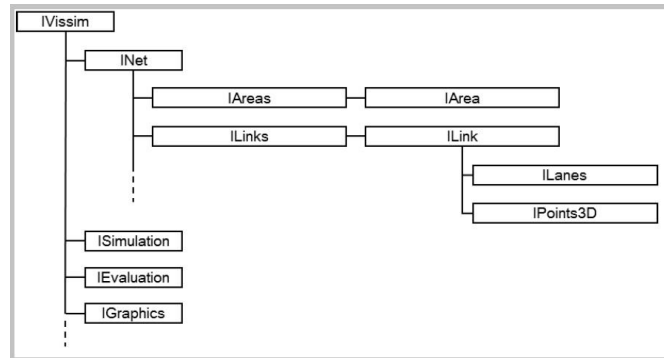 IVissim
INet
IAreas IArea
ILinks ILink
ILanes
IPoints3D
ISimulation
IEvaluation
IGraphics